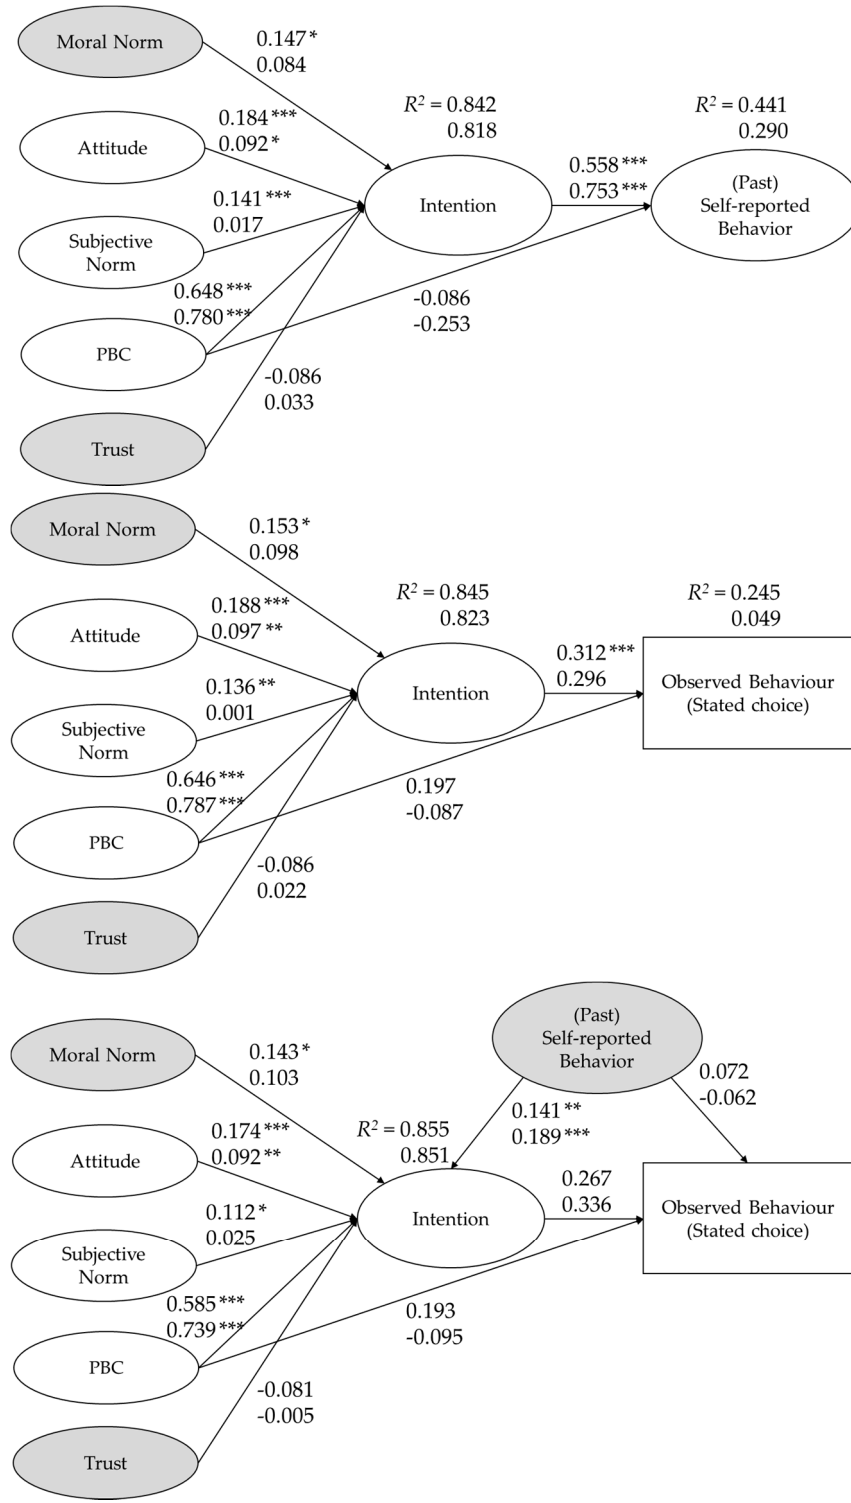 Moral Norm
0.147*
0.084
R² = 0.842
0.818
R² = 0.441
0.290
Attitude
0.184***
0.092*
0.558***
0.753***
Intention
(Past)
Self-reported
Behavior
Subjective
Norm
0.141***
0.017
0.648***
0.780***
-0.086
-0.253
PBC
-0.086
0.033
Trust
Moral Norm
0.153*
0.098
R² = 0.845
0.823
R² = 0.245
0.049
Attitude
0.188***
0.097**
0.312***
0.296
Intention
Observed Behaviour
(Stated choice)
Subjective
Norm
0.136**
0.001
0.646***
0.787***
0.197
-0.087
PBC
-0.086
0.022
Trust
(Past)
Self-reported
Behavior
Moral Norm
0.143*
0.103
0.072
-0.062
0.141**
0.189***
R² = 0.855
0.851
Attitude
0.174***
0.092**
0.267
0.336
Intention
Observed Behaviour
(Stated choice)
Subjective
Norm
0.112*
0.025
0.585***
0.739***
0.193
-0.095
PBC
-0.081
-0.005
Trust